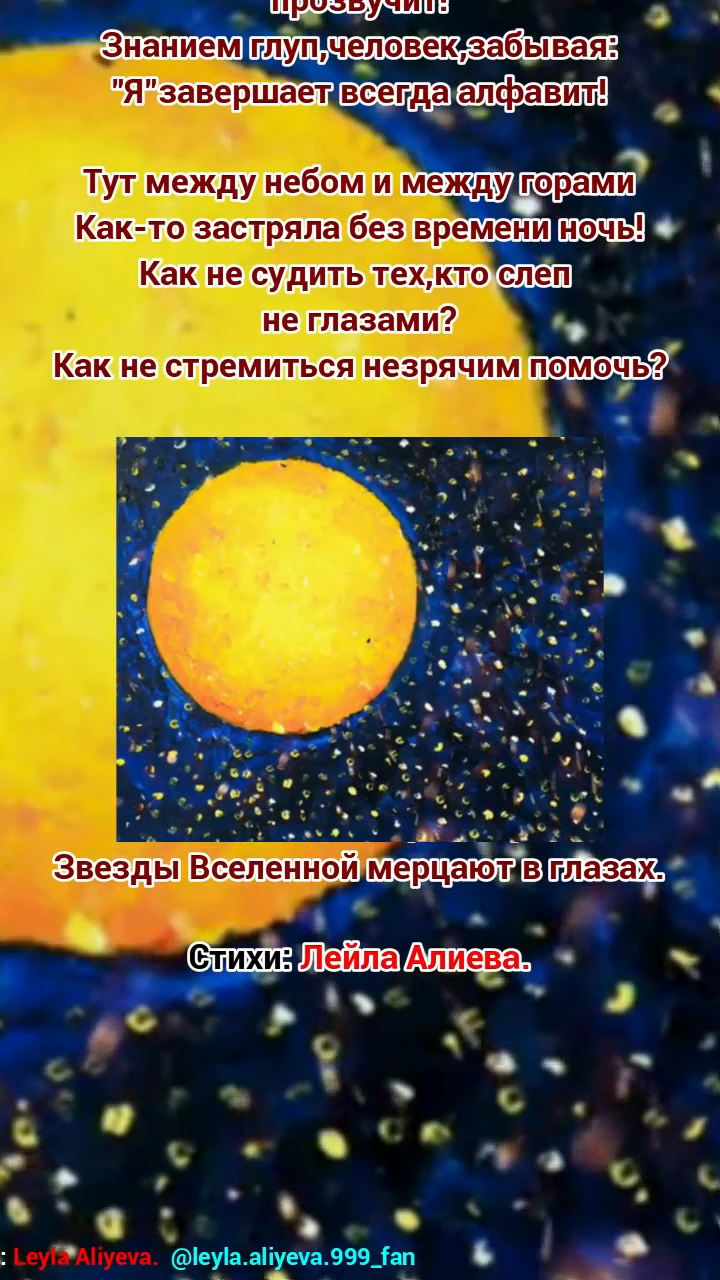 прозвучит!
Знанием глуп,человек,забывая:
"Я"завершает всегда алфавит!
Тут между небом и между горами
Как-то застряла без времени ночь!
Как не судить тех,кто слеп
не глазами?
Как не стремиться незрячим помочь?
Звезды Вселенной мерцают в глазах.
Стихи: Лейла Алиева.
: Leyla Aliyeva. @leyla.aliyeva.999_fan